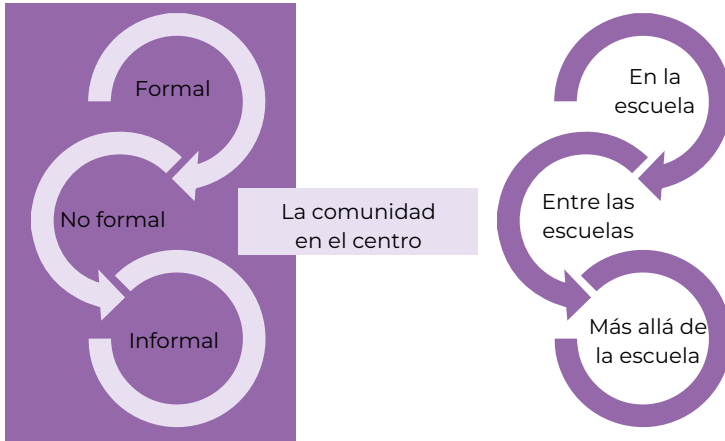 Formal
No formal
Informal
La comunidad
en el centro
En la
escuela
Entre las
escuelas
Más allá de
la escuela